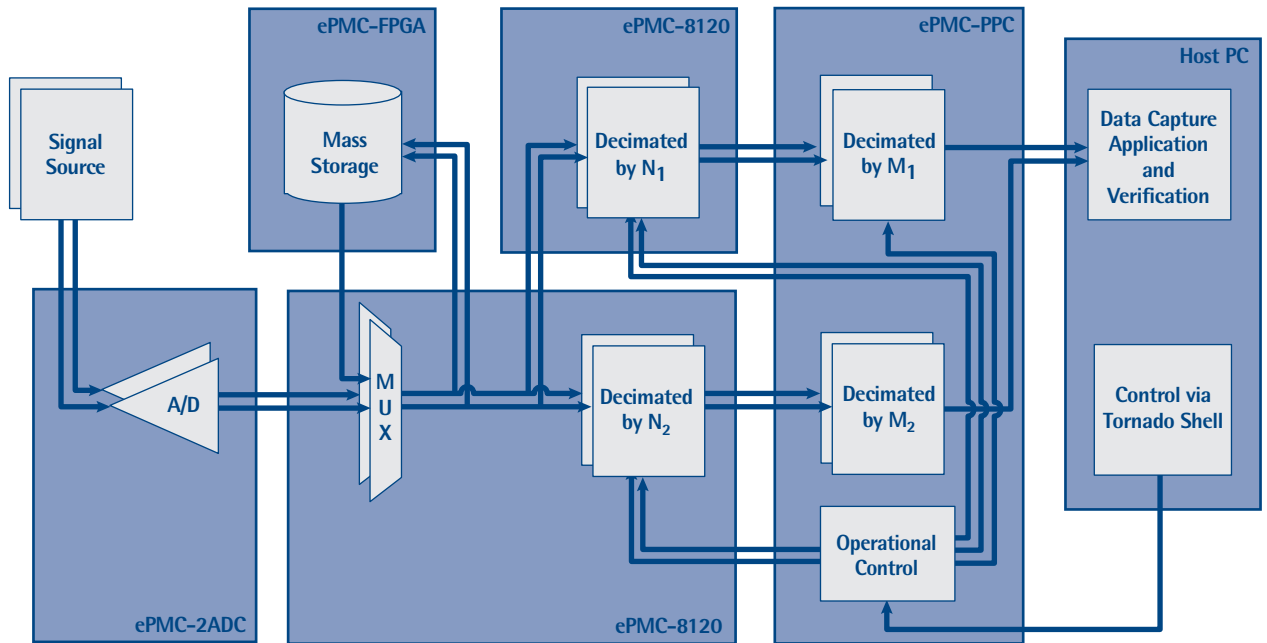 ePMC-FPGA
ePMC-8120
ePMC-PPC
Host PC
Signal
Source
Mass
Storage
Decimated
by N1
Decimated
by M1
Data Capture
Application
and
Verification
A/D
M
U
X
Decimated
by N2
Decimated
by M2
Control via
Tornado Shell
Operational
Control
ePMC-2ADC
ePMC-8120